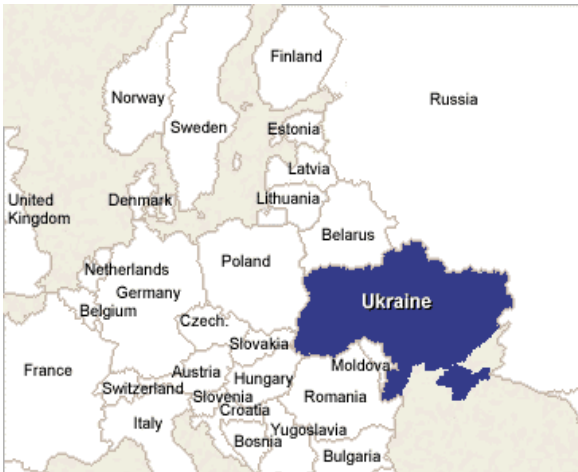 Finland
Norway
Russia
Sweden
Estonia
Latvia
United
Kingdom
Denmark
Lithuania
Belarus
Poland
Netherlands
Germany
Ukraine
Belgium
Czech.
Slovakia
France
Moldova
Austria
Switzerland
Hungary
Slovenia
Romania
Croatia
Italy
Yugoslavia
Bosnia
Bulgaria